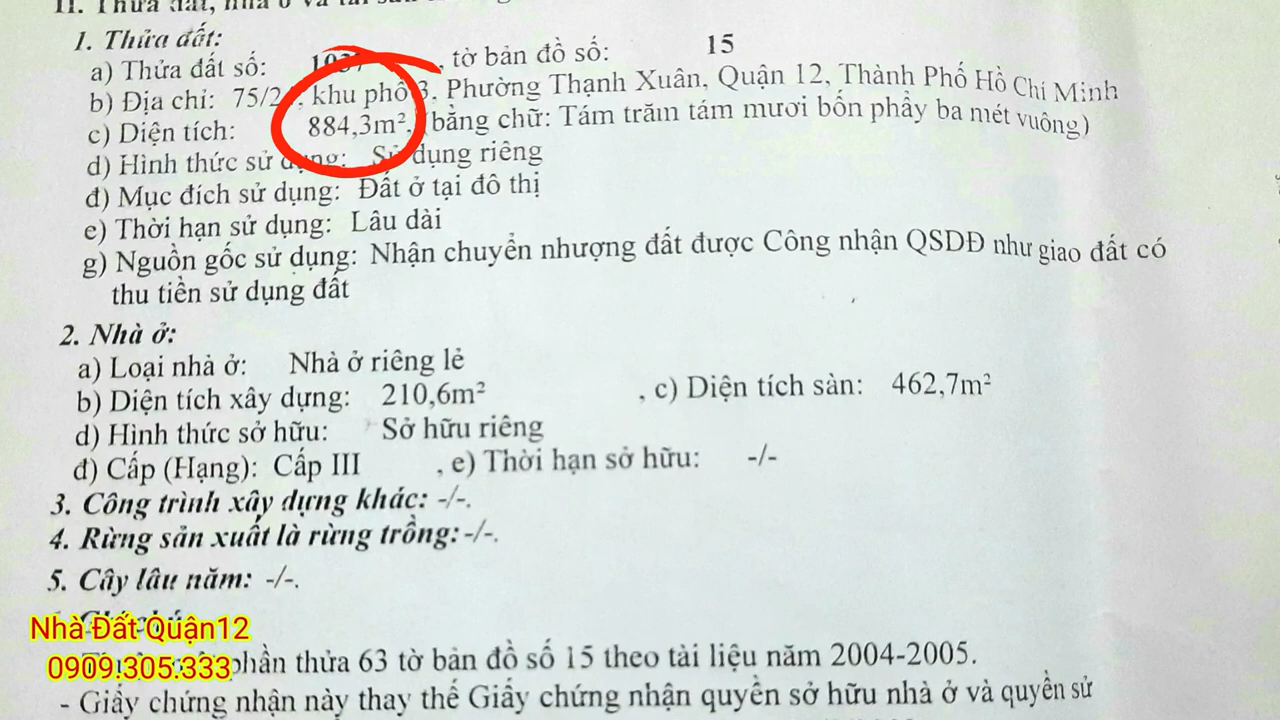 II. Thửa đất, nhà ở và tài sản
1. Thửa đất:
a) Thửa đất số: , tờ bản đồ số: 15
b) Địa chỉ: 75/2 , khu phố 3, Phường Thạnh Xuân, Quận 12, Thành Phố Hồ Chí Minh
c) Diện tích: 884,3m², (bằng chữ: Tám trăm tám mươi bốn phẩy ba mét vuông)
d) Hình thức sử dụng: Sử dụng riêng
đ) Mục đích sử dụng: Đất ở tại đô thị
e) Thời hạn sử dụng: Lâu dài
g) Nguồn gốc sử dụng: Nhận chuyển nhượng đất được Công nhận QSDĐ như giao đất có
thu tiền sử dụng đất
2. Nhà ở:
a) Loại nhà ở: Nhà ở riêng lẻ
b) Diện tích xây dựng: 210,6m² , c) Diện tích sàn: 462,7m²
d) Hình thức sở hữu: Sở hữu riêng
đ) Cấp (Hạng): Cấp III , e) Thời hạn sở hữu: -/-
3. Công trình xây dựng khác: -/-.
4. Rừng sản xuất là rừng trồng: -/-.
5. Cây lâu năm: -/-.
Nhà Đất Quận12
0909.305.333
phần thửa 63 tờ bản đồ số 15 theo tài liệu năm 2004-2005.
- Giấy chứng nhận này thay thế Giấy chứng nhận quyền sở hữu nhà ở và quyền sử